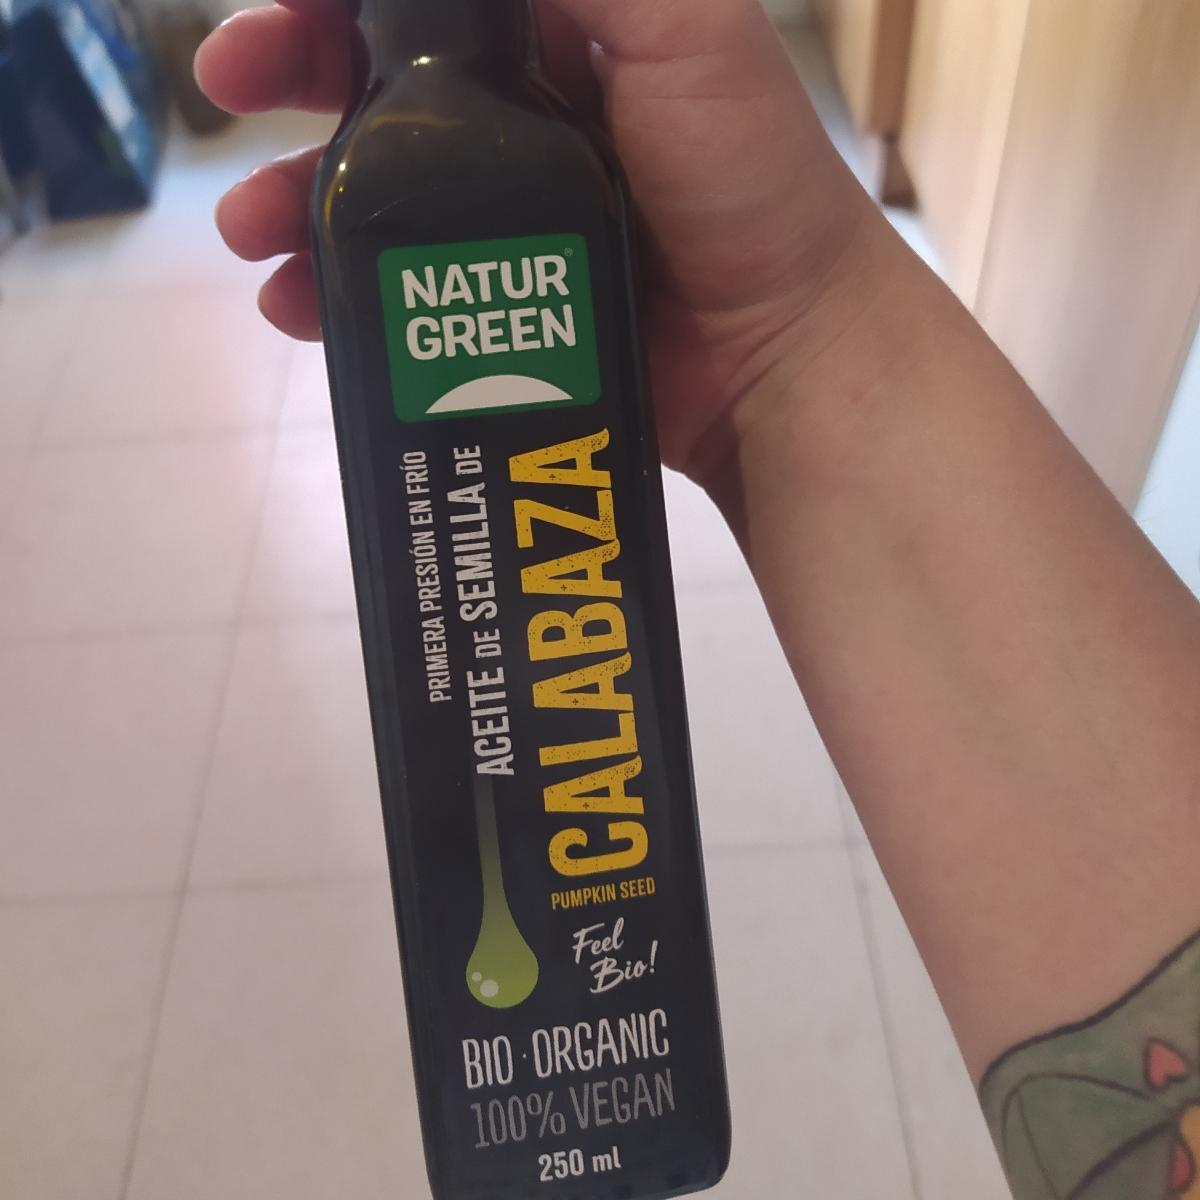 NATUR
GREEN
®
PRIMERA PRESIÓN EN FRÍO
ACEITE DE SEMILLA DE
CALABAZA
PUMPKIN SEED
Feel
Bio!
BIO · ORGANIC
100% VEGAN
250 ml